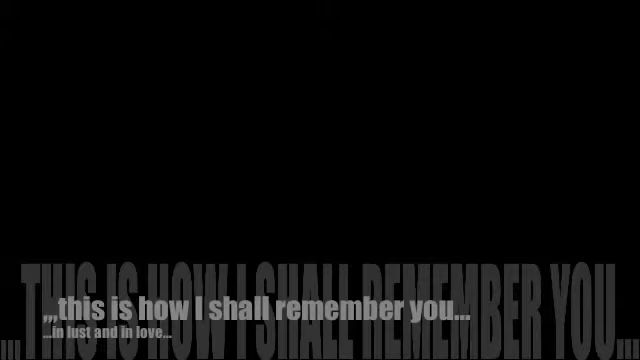 ,,,THIS IS HOW I SHALL REMEMBER YOU...
,,,this is how I shall remember you...
...in lust and in love...